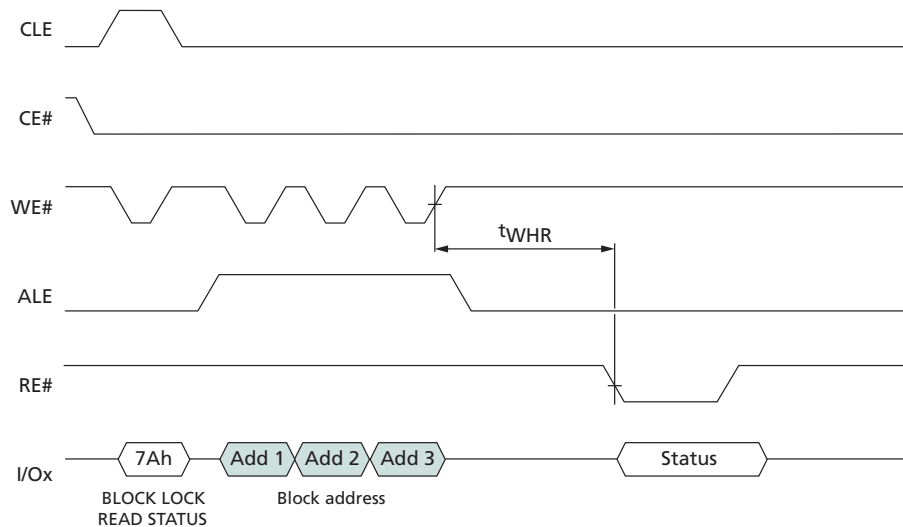 CLE
CE#
WE#
tWHR
ALE
RE#
I/Ox
7Ah
Add 1
Add 2
Add 3
Status
BLOCK LOCK
READ STATUS
Block address